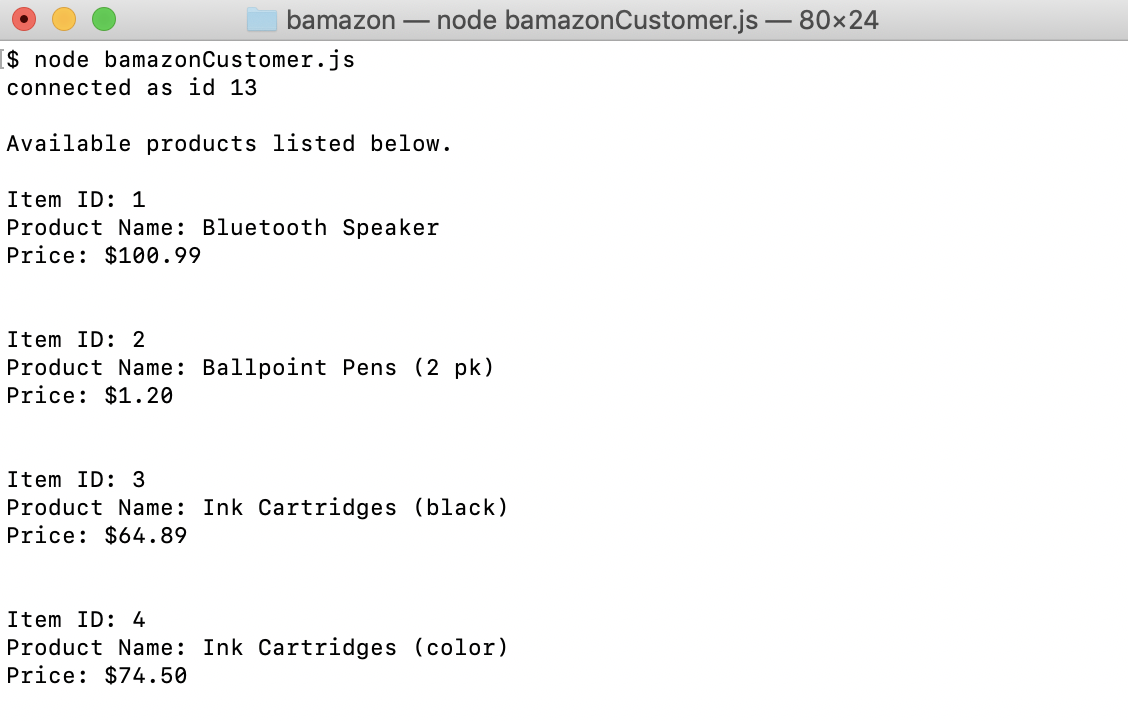 bamazon — node bamazonCustomer.js — 80×24
[$ node bamazonCustomer.js
connected as id 13
Available products listed below.
Item ID: 1
Product Name: Bluetooth Speaker
Price: $100.99
Item ID: 2
Product Name: Ballpoint Pens (2 pk)
Price: $1.20
Item ID: 3
Product Name: Ink Cartridges (black)
Price: $64.89
Item ID: 4
Product Name: Ink Cartridges (color)
Price: $74.50